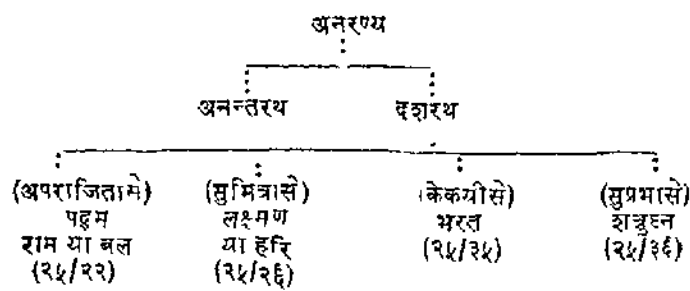 अनरण्य
अनन्तरथ दशरथ
(अपराजितासे) (सुमित्रासे) (केकयीसे) (सुप्रभासे)
पद्म लक्ष्मण भरत शत्रुघ्न
राम या बल या हरि (२५/३५) (२५/३६)
(२५/२२) (२५/२६)